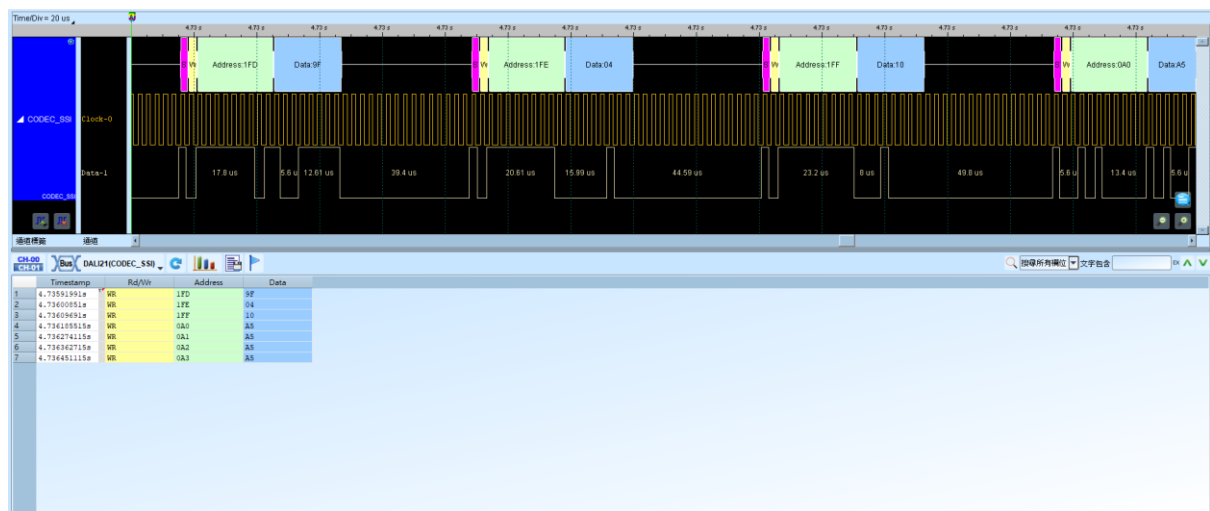 Time/Div = 20 us
4.73 s 4.73 s 4.73 s 4.73 s 4.73 s 4.73 s 4.73 s 4.73 s 4.73 s 4.73 s 4.73 s 4.73 s 4.73 s 4.73 s 4.73 s 4.73 s
S Wr Address:1FD Data:9F S Wr Address:1FE Data:04 S Wr Address:1FF Data:10 S Wr Address:0A0 Data:A5
CODEC_SSI Clock-0
Data-1 17.8 us 5.6 u 12.61 us 39.4 us 20.61 us 15.99 us 44.59 us 23.2 us 8 us 49.8 us 5.6 u 13.4 us 5.6 u
CODEC_SSI
通道標籤 通道
CH-00
CH-01 Bus DALI21(CODEC_SSI) 搜尋所有欄位 文字包含
Timestamp Rd/Wr Address Data
1 4.73591991s WR 1FD 9F
2 4.73600851s WR 1FE 04
3 4.73609691s WR 1FF 10
4 4.736185515s WR 0A0 A5
5 4.736274115s WR 0A1 A5
6 4.736362715s WR 0A2 A5
7 4.736451115s WR 0A3 A5